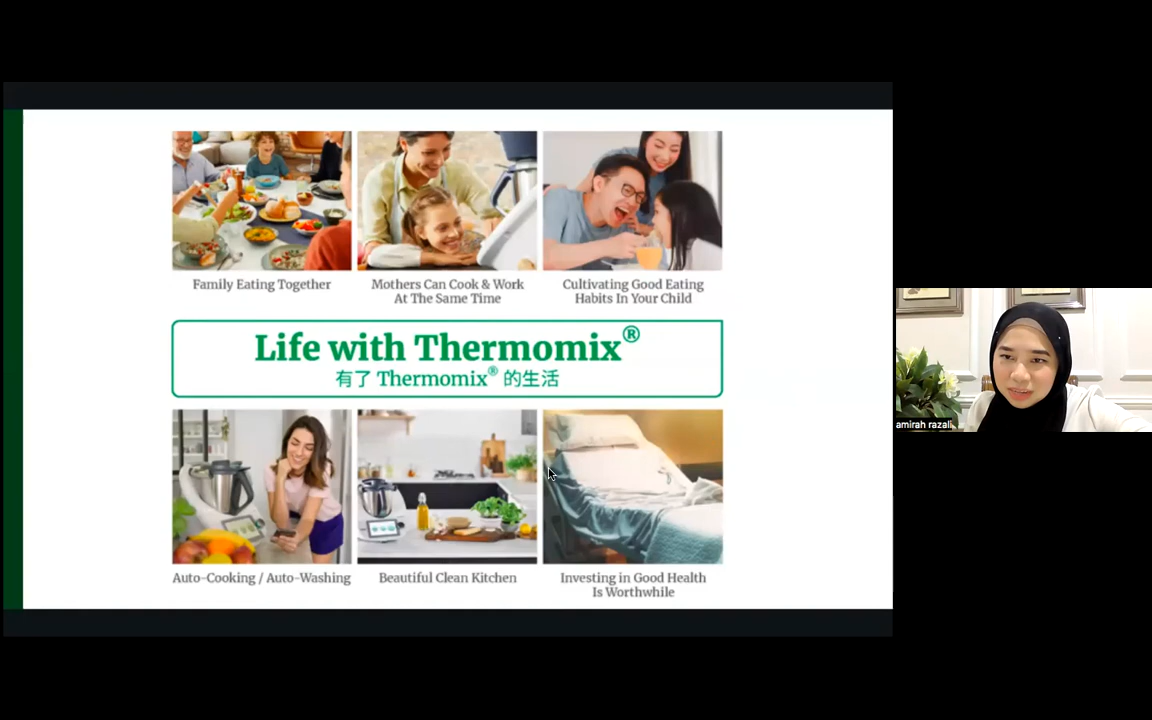 Family Eating Together
Mothers Can Cook & Work
At The Same Time
Cultivating Good Eating
Habits In Your Child
Life with Thermomix®
有了 Thermomix® 的生活
Auto-Cooking / Auto-Washing
Beautiful Clean Kitchen
Investing in Good Health
Is Worthwhile
amirah razali